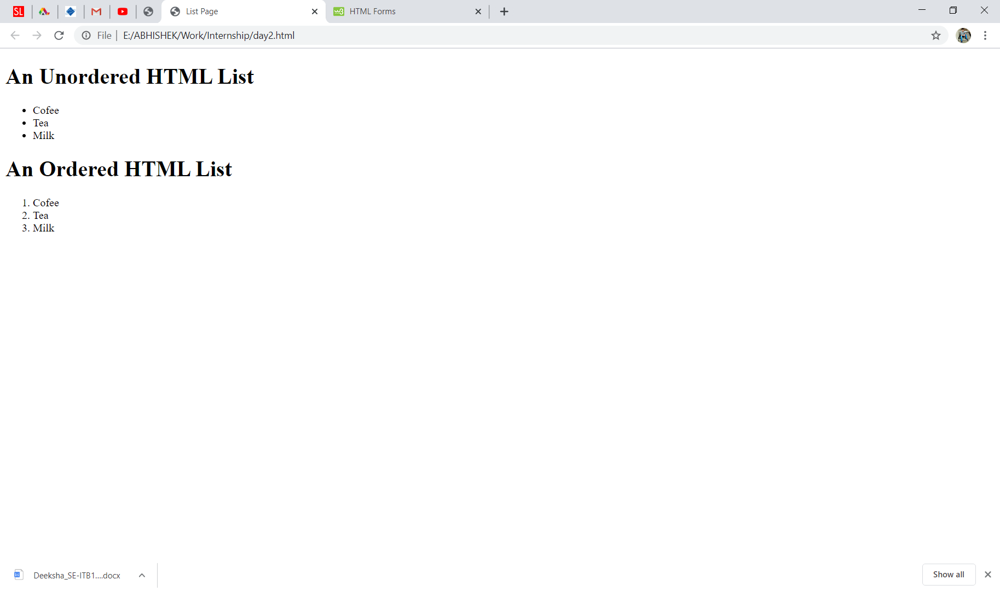 SL
List Page
HTML Forms
File | E:/ABHISHEK/Work/Internship/day2.html
An Unordered HTML List
• Cofee
• Tea
• Milk
An Ordered HTML List
1. Cofee
2. Tea
3. Milk
Deeksha_SE-ITB1....docx
Show all